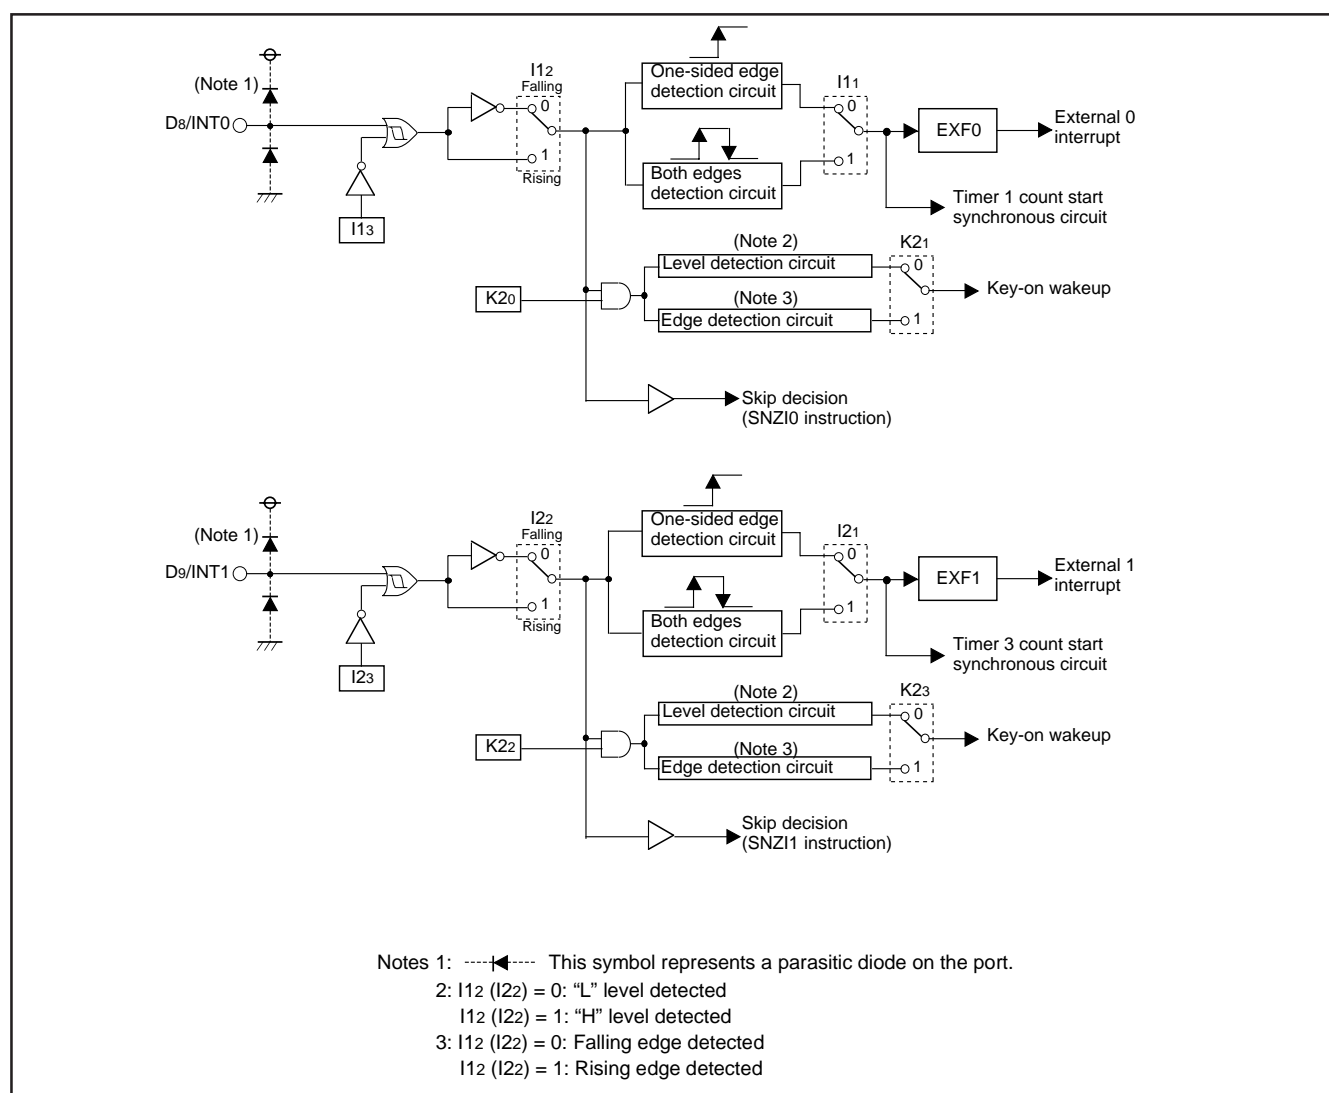 (Note 1)
D8/INT0
I13
I12
Falling
0
1
Rising
One-sided edge
detection circuit
Both edges
detection circuit
I11
0
1
EXF0
External 0
interrupt
Timer 1 count start
synchronous circuit
K20
(Note 2)
Level detection circuit
(Note 3)
Edge detection circuit
K21
0
1
Key-on wakeup
Skip decision
(SNZI0 instruction)
(Note 1)
D9/INT1
I23
I22
Falling
0
1
Rising
One-sided edge
detection circuit
Both edges
detection circuit
I21
0
1
EXF1
External 1
interrupt
Timer 3 count start
synchronous circuit
K22
(Note 2)
Level detection circuit
(Note 3)
Edge detection circuit
K23
0
1
Key-on wakeup
Skip decision
(SNZI1 instruction)
Notes 1: This symbol represents a parasitic diode on the port.
2: I12 (I22) = 0: “L” level detected
I12 (I22) = 1: “H” level detected
3: I12 (I22) = 0: Falling edge detected
I12 (I22) = 1: Rising edge detected